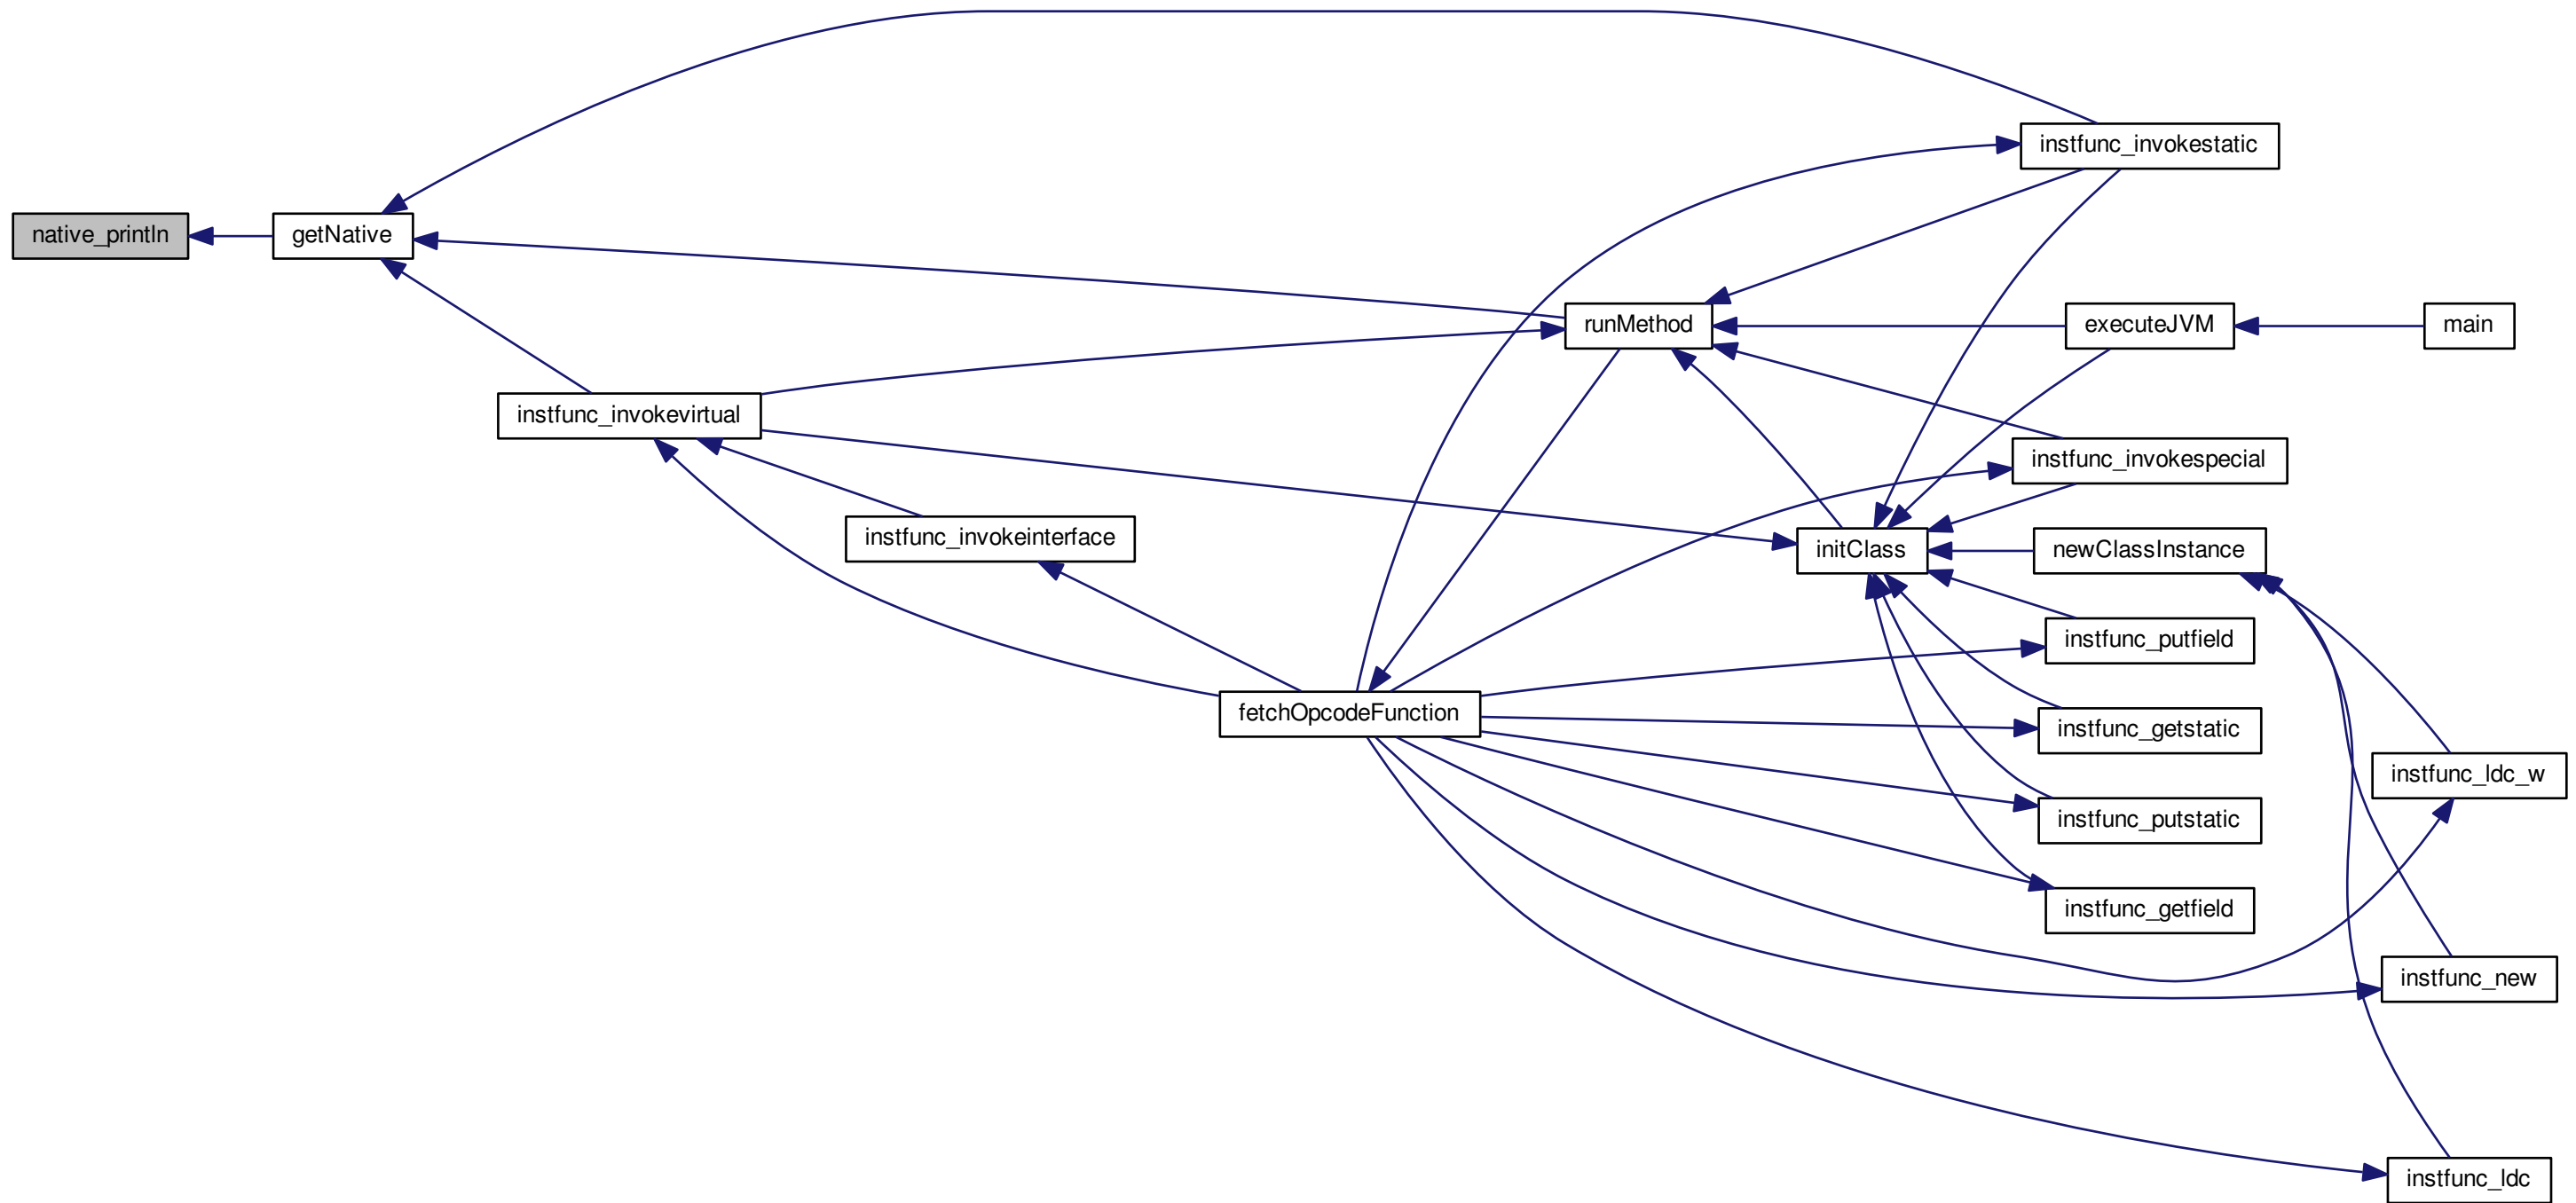 instfunc_invokestatic
native_println
getNative
runMethod
executeJVM
main
instfunc_invokevirtual
instfunc_invokespecial
instfunc_invokeinterface
initClass
newClassInstance
instfunc_putfield
fetchOpcodeFunction
instfunc_getstatic
instfunc_ldc_w
instfunc_putstatic
instfunc_getfield
instfunc_new
instfunc_ldc